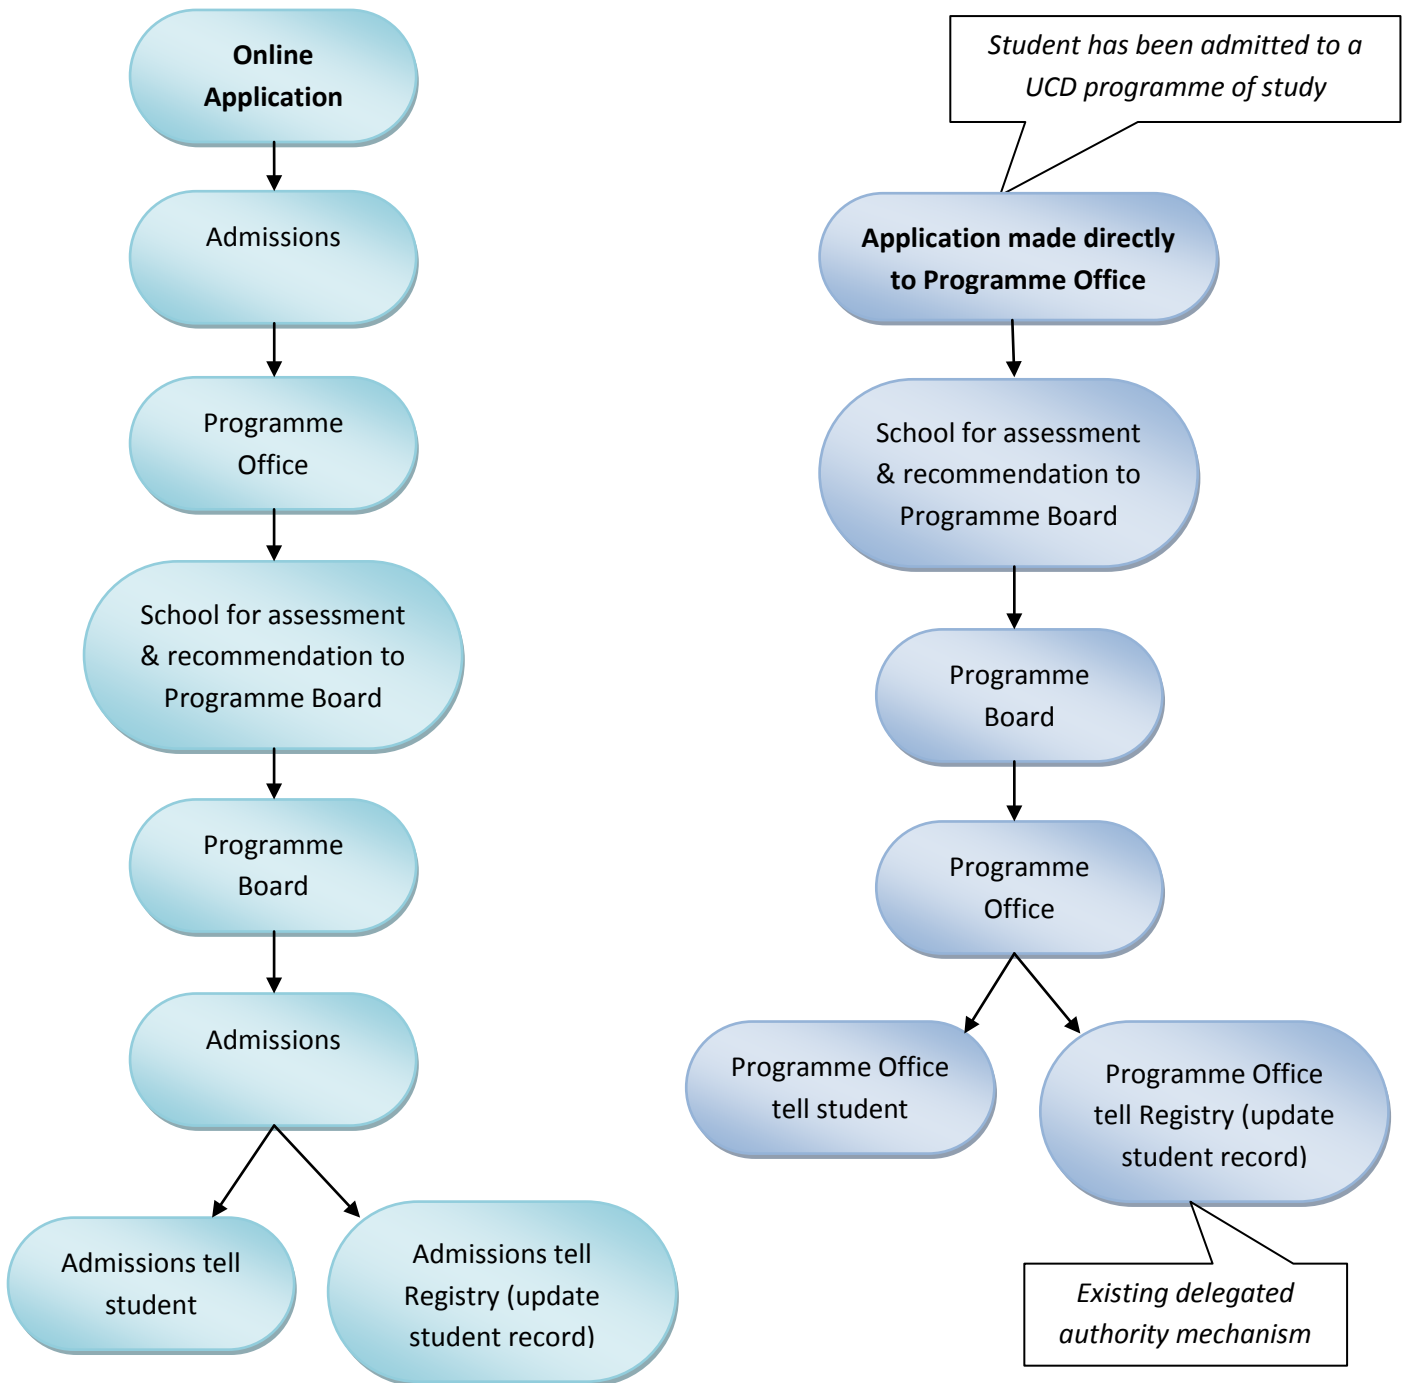 Online
Application
Admissions
Programme
Office
School for assessment
& recommendation to
Programme Board
Programme
Board
Admissions
Admissions tell
student
Admissions tell
Registry (update
student record)
Student has been admitted to a
UCD programme of study
Application made directly
to Programme Office
School for assessment
& recommendation to
Programme Board
Programme
Board
Programme
Office
Programme Office
tell student
Programme Office
tell Registry (update
student record)
Existing delegated
authority mechanism